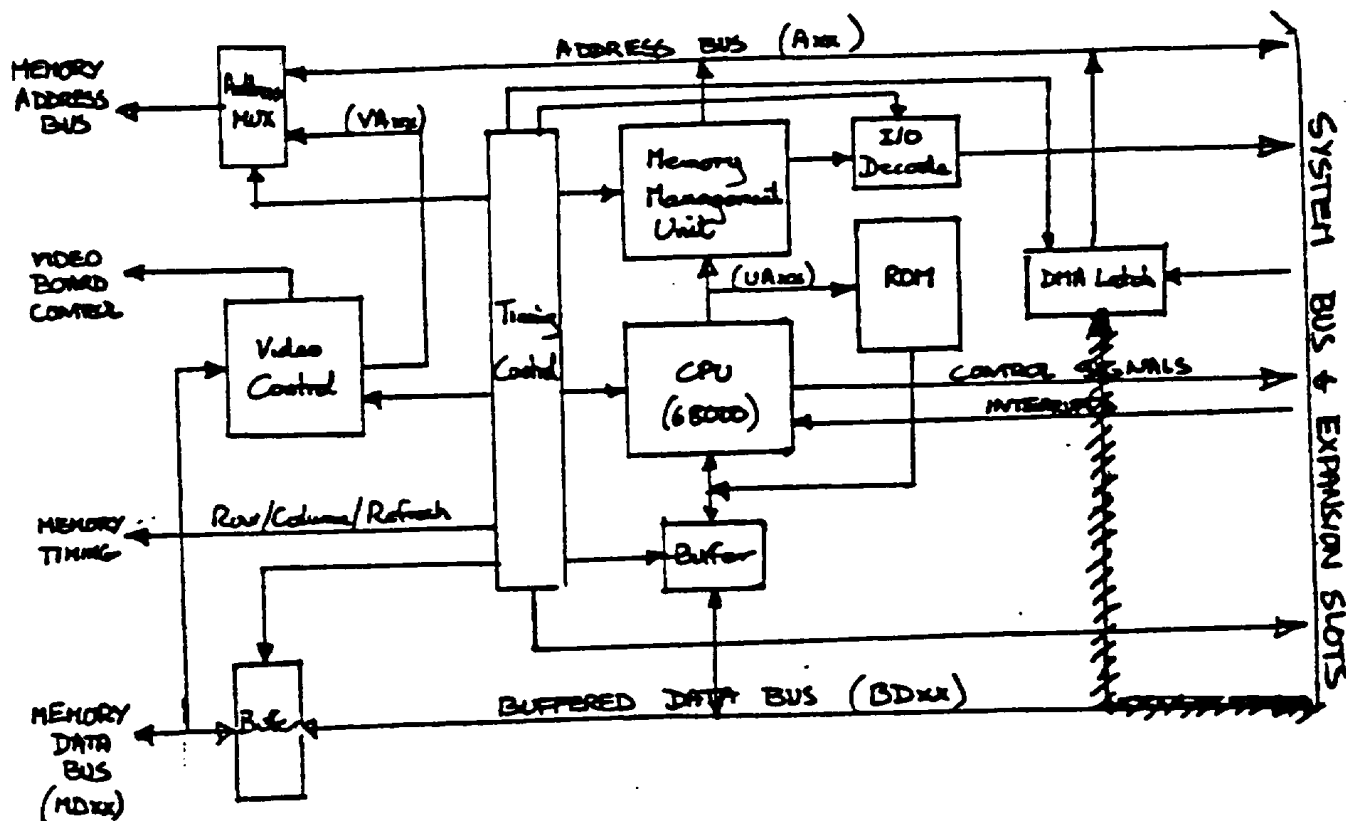 ADDRESS BUS (Axx)
MEMORY
ADDRESS
BUS
Address
MUX
(VAxx)
I/O
Decode
Memory
Management
Unit
SYSTEM BUS & EXPANSION SLOTS
VIDEO
BOARD
CONTROL
(UAxx)
ROM
DMA Latch
Timing
Control
Video
Control
CPU
(68000)
CONTROL SIGNALS
INTERRUPTS
Row/Column/Refresh
MEMORY
TIMING
Buffer
BUFFERED DATA BUS (BDxx)
MEMORY
DATA
BUS
(MDxx)